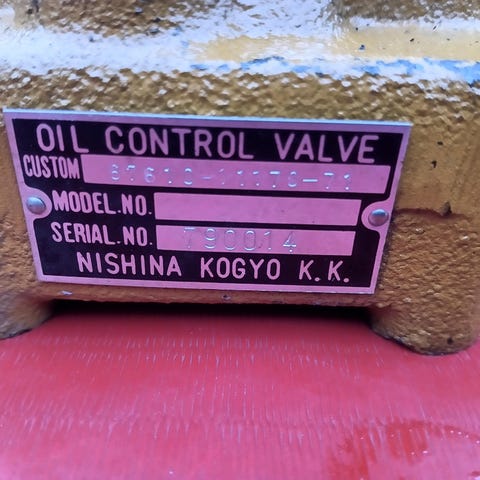 OIL CONTROL VALVE
CUSTOM 67610-11170-71
MODEL.NO.
SERIAL.NO. T90014
NISHINA KOGYO K.K.